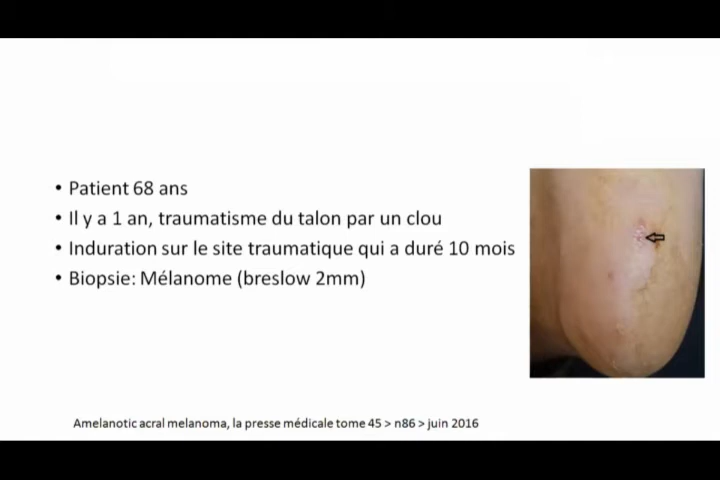 • Patient 68 ans
• Il y a 1 an, traumatisme du talon par un clou
• Induration sur le site traumatique qui a duré 10 mois
• Biopsie: Mélanome (breslow 2mm)
Amelanotic acral melanoma, la presse médicale tome 45 > n86 > juin 2016